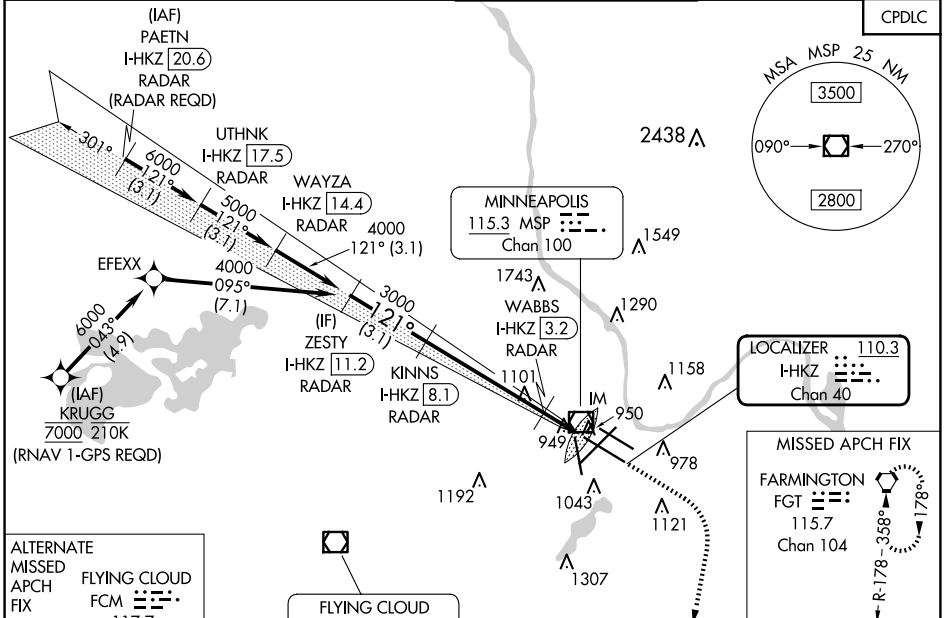 CPDLC
(IAF)
PAETN
I-HKZ 20.6
RADAR
(RADAR REQD)
301°
6000
121°
(3.1)
UTHNK
I-HKZ 17.5
RADAR
5000
121°
(3.1)
WAYZA
I-HKZ 14.4
RADAR
4000
121° (3.1)
MSA MSP 25 NM
3500
090°
270°
2800
2438
MINNEAPOLIS
115.3 MSP
Chan 100
1549
1743
1290
EFEXX
4000
095°
(7.1)
6000
043°
(4.9)
(IAF)
KRUGG
7000 210K
(RNAV 1-GPS REQD)
(IF)
ZESTY
I-HKZ 11.2
RADAR
3000
121°
(3.1)
KINNS
I-HKZ 8.1
RADAR
WABBS
I-HKZ 3.2
RADAR
1101
IM
950
949
1158
LOCALIZER 110.3
I-HKZ
Chan 40
978
1192
1043
1121
1307
MISSED APCH FIX
FARMINGTON
FGT
115.7
Chan 104
R-178
358°
178°
ALTERNATE
MISSED
APCH
FIX
FLYING CLOUD
FCM
117.7
FLYING CLOUD